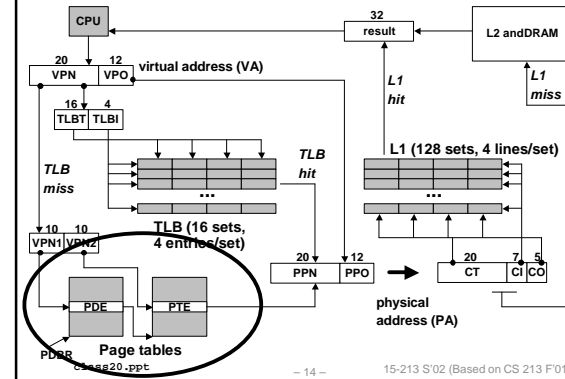 CPU
32
result
L2 andDRAM
20 12
VPN VPO
virtual address (VA)
L1
hit
L1
miss
16 4
TLBT TLBI
TLB
miss
TLB
hit
L1 (128 sets, 4 lines/set)
...
...
TLB (16 sets,
4 entries/set)
10 10
VPN1 VPN2
20 12
PPN PPO
20 7 5
CT CI CO
PDE
PTE
physical
address (PA)
PDBR
Page tables
class20.ppt
– 14 –
15-213 S'02 (Based on CS 213 F'01